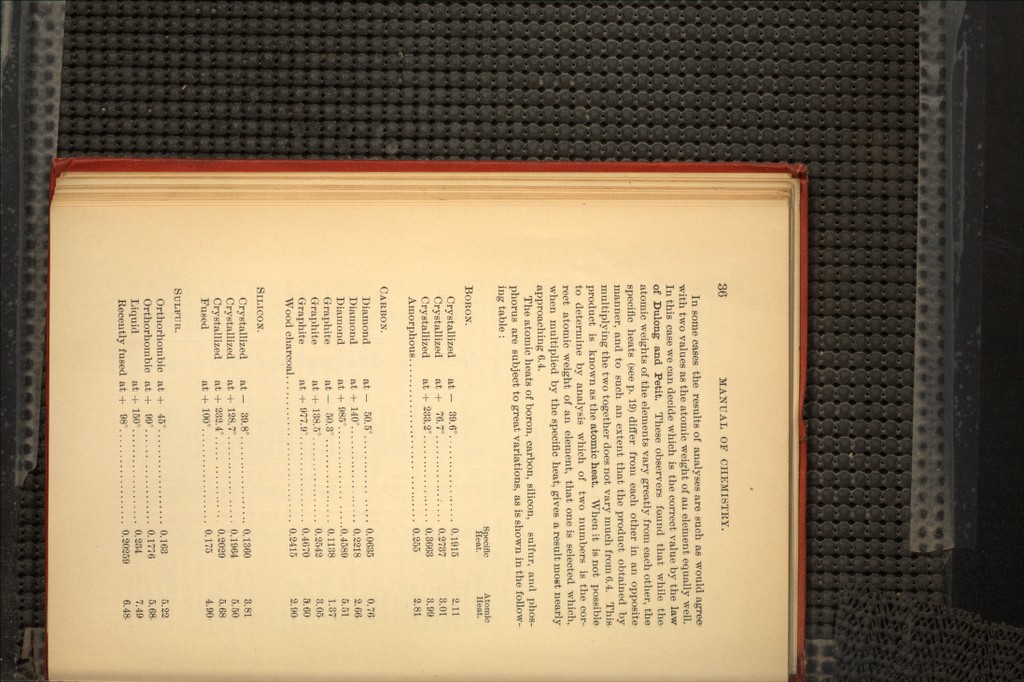 36 MANUAL OF CHEMISTRY.
In some cases the results of analyses are such as would agree
with two values as the atomic weight of an element equally well.
In this case we can decide which is the correct value by the law
of Dulong and Petit. These observers found that while the
atomic weights of the elements vary greatly from each other, the
specific heats (see p. 19) differ from each other in an opposite
manner, and to such an extent that the product obtained by
multiplying the two together does not vary much from 6.4. This
product is known as the atomic heat. When it is not possible
to determine by analysis which of two numbers is the cor-
rect atomic weight of an element, that one is selected which,
when multiplied by the specific heat, gives a result most nearly
approaching 6.4.
The atomic heats of boron, carbon, silicon, sulfur, and phos-
phorus are subject to great variations, as is shown in the follow-
ing table:
Specific Heat. Atomic Heat.
BORON.
Crystallized at − 39.6° 0.1915 2.11
Crystallized at + 76.7° 0.2737 3.01
Crystallized at + 233.2° 0.3663 3.99
Amorphous 0.255 2.81
CARBON.
Diamond at − 50.5° 0.0635 0.76
Diamond at + 140° 0.2218 2.66
Diamond at + 985° 0.4589 5.51
Graphite at − 50.3° 0.1138 1.37
Graphite at + 138.5° 0.2542 3.05
Graphite at + 977.9° 0.4670 5.60
Wood charcoal 0.2415 2.90
SILICON.
Crystallized at − 39.8° 0.1360 3.81
Crystallized at + 128.7° 0.1964 5.50
Crystallized at + 232.4° 0.2029 5.68
Fused at + 100° 0.175 4.90
SULFUR.
Orthorhombic at + 45° 0.163 5.22
Orthorhombic at + 99° 0.1776 5.68
Liquid at + 150° 0.234 7.49
Recently fused at + 98° 0.20259 6.48